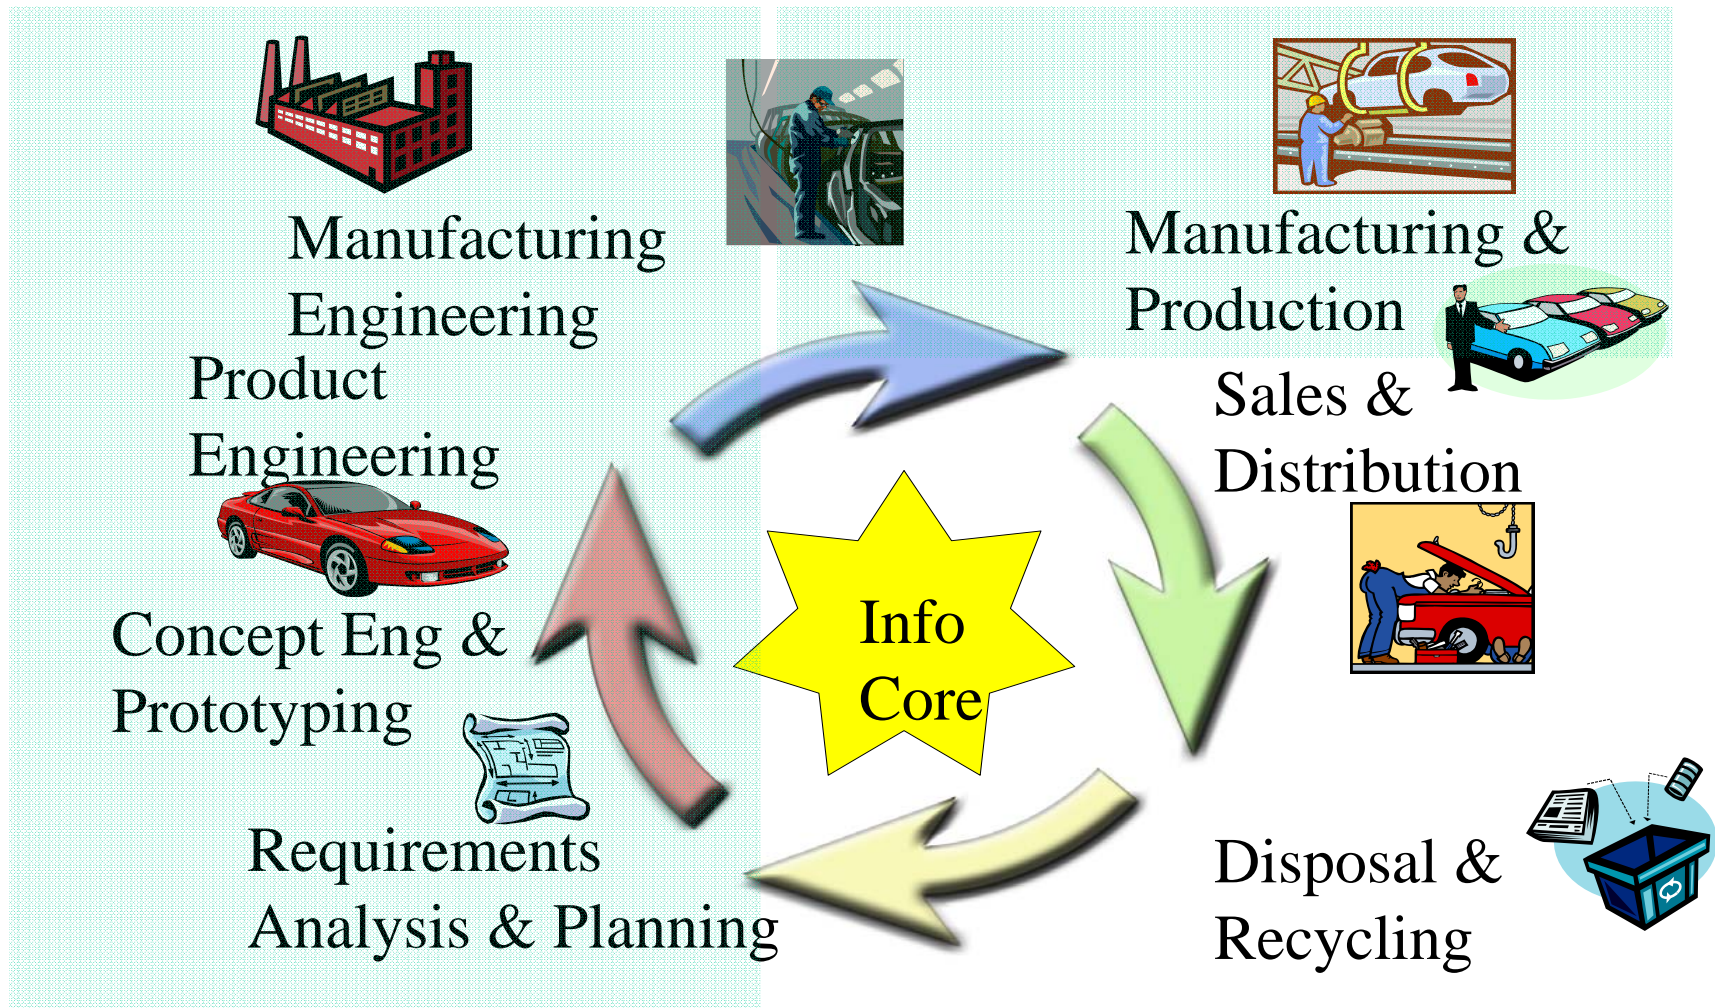 Manufacturing
Engineering
Product
Engineering
Concept Eng &
Prototyping
Requirements
Analysis & Planning
Info
Core
Manufacturing &
Production
Sales &
Distribution
Disposal &
Recycling